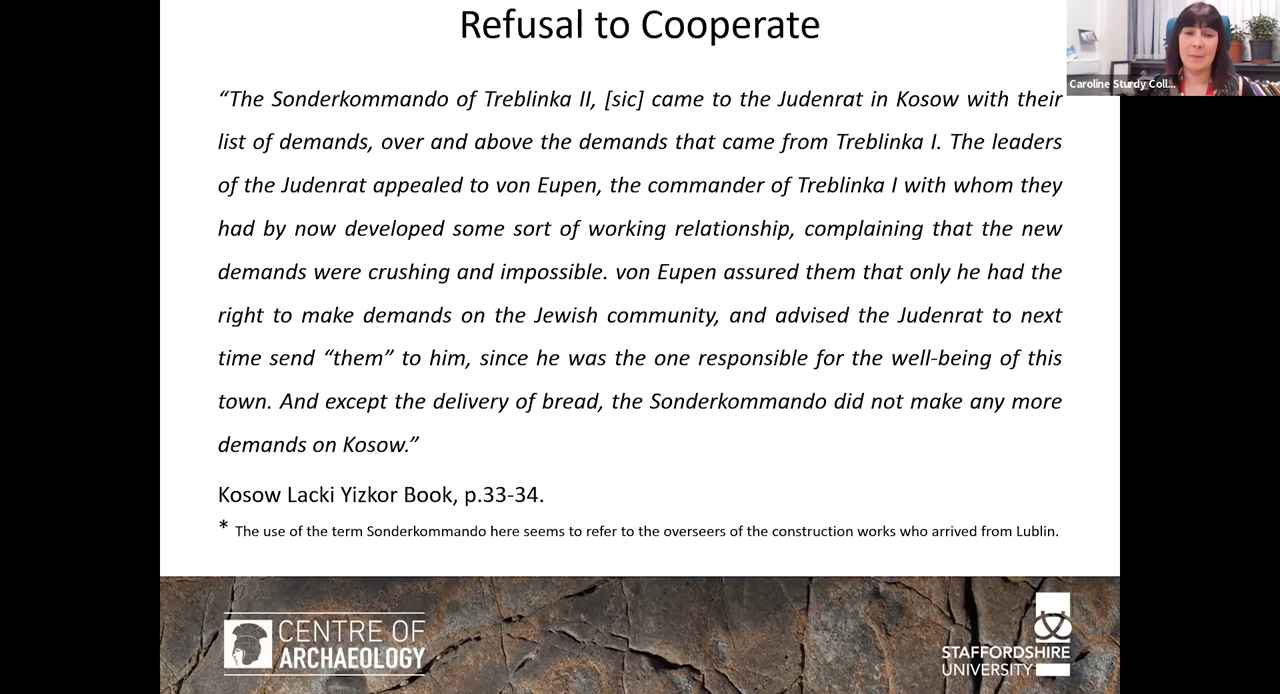 Refusal to Cooperate
Caroline Sturdy Coll...
“The Sonderkommando of Treblinka II, [sic] came to the Judenrat in Kosow with their
list of demands, over and above the demands that came from Treblinka I. The leaders
of the Judenrat appealed to von Eupen, the commander of Treblinka I with whom they
had by now developed some sort of working relationship, complaining that the new
demands were crushing and impossible. von Eupen assured them that only he had the
right to make demands on the Jewish community, and advised the Judenrat to next
time send “them” to him, since he was the one responsible for the well-being of this
town. And except the delivery of bread, the Sonderkommando did not make any more
demands on Kosow.”
Kosow Lacki Yizkor Book, p.33-34.
* The use of the term Sonderkommando here seems to refer to the overseers of the construction works who arrived from Lublin.
CENTRE OF
ARCHAEOLOGY
STAFFORDSHIRE
UNIVERSITY